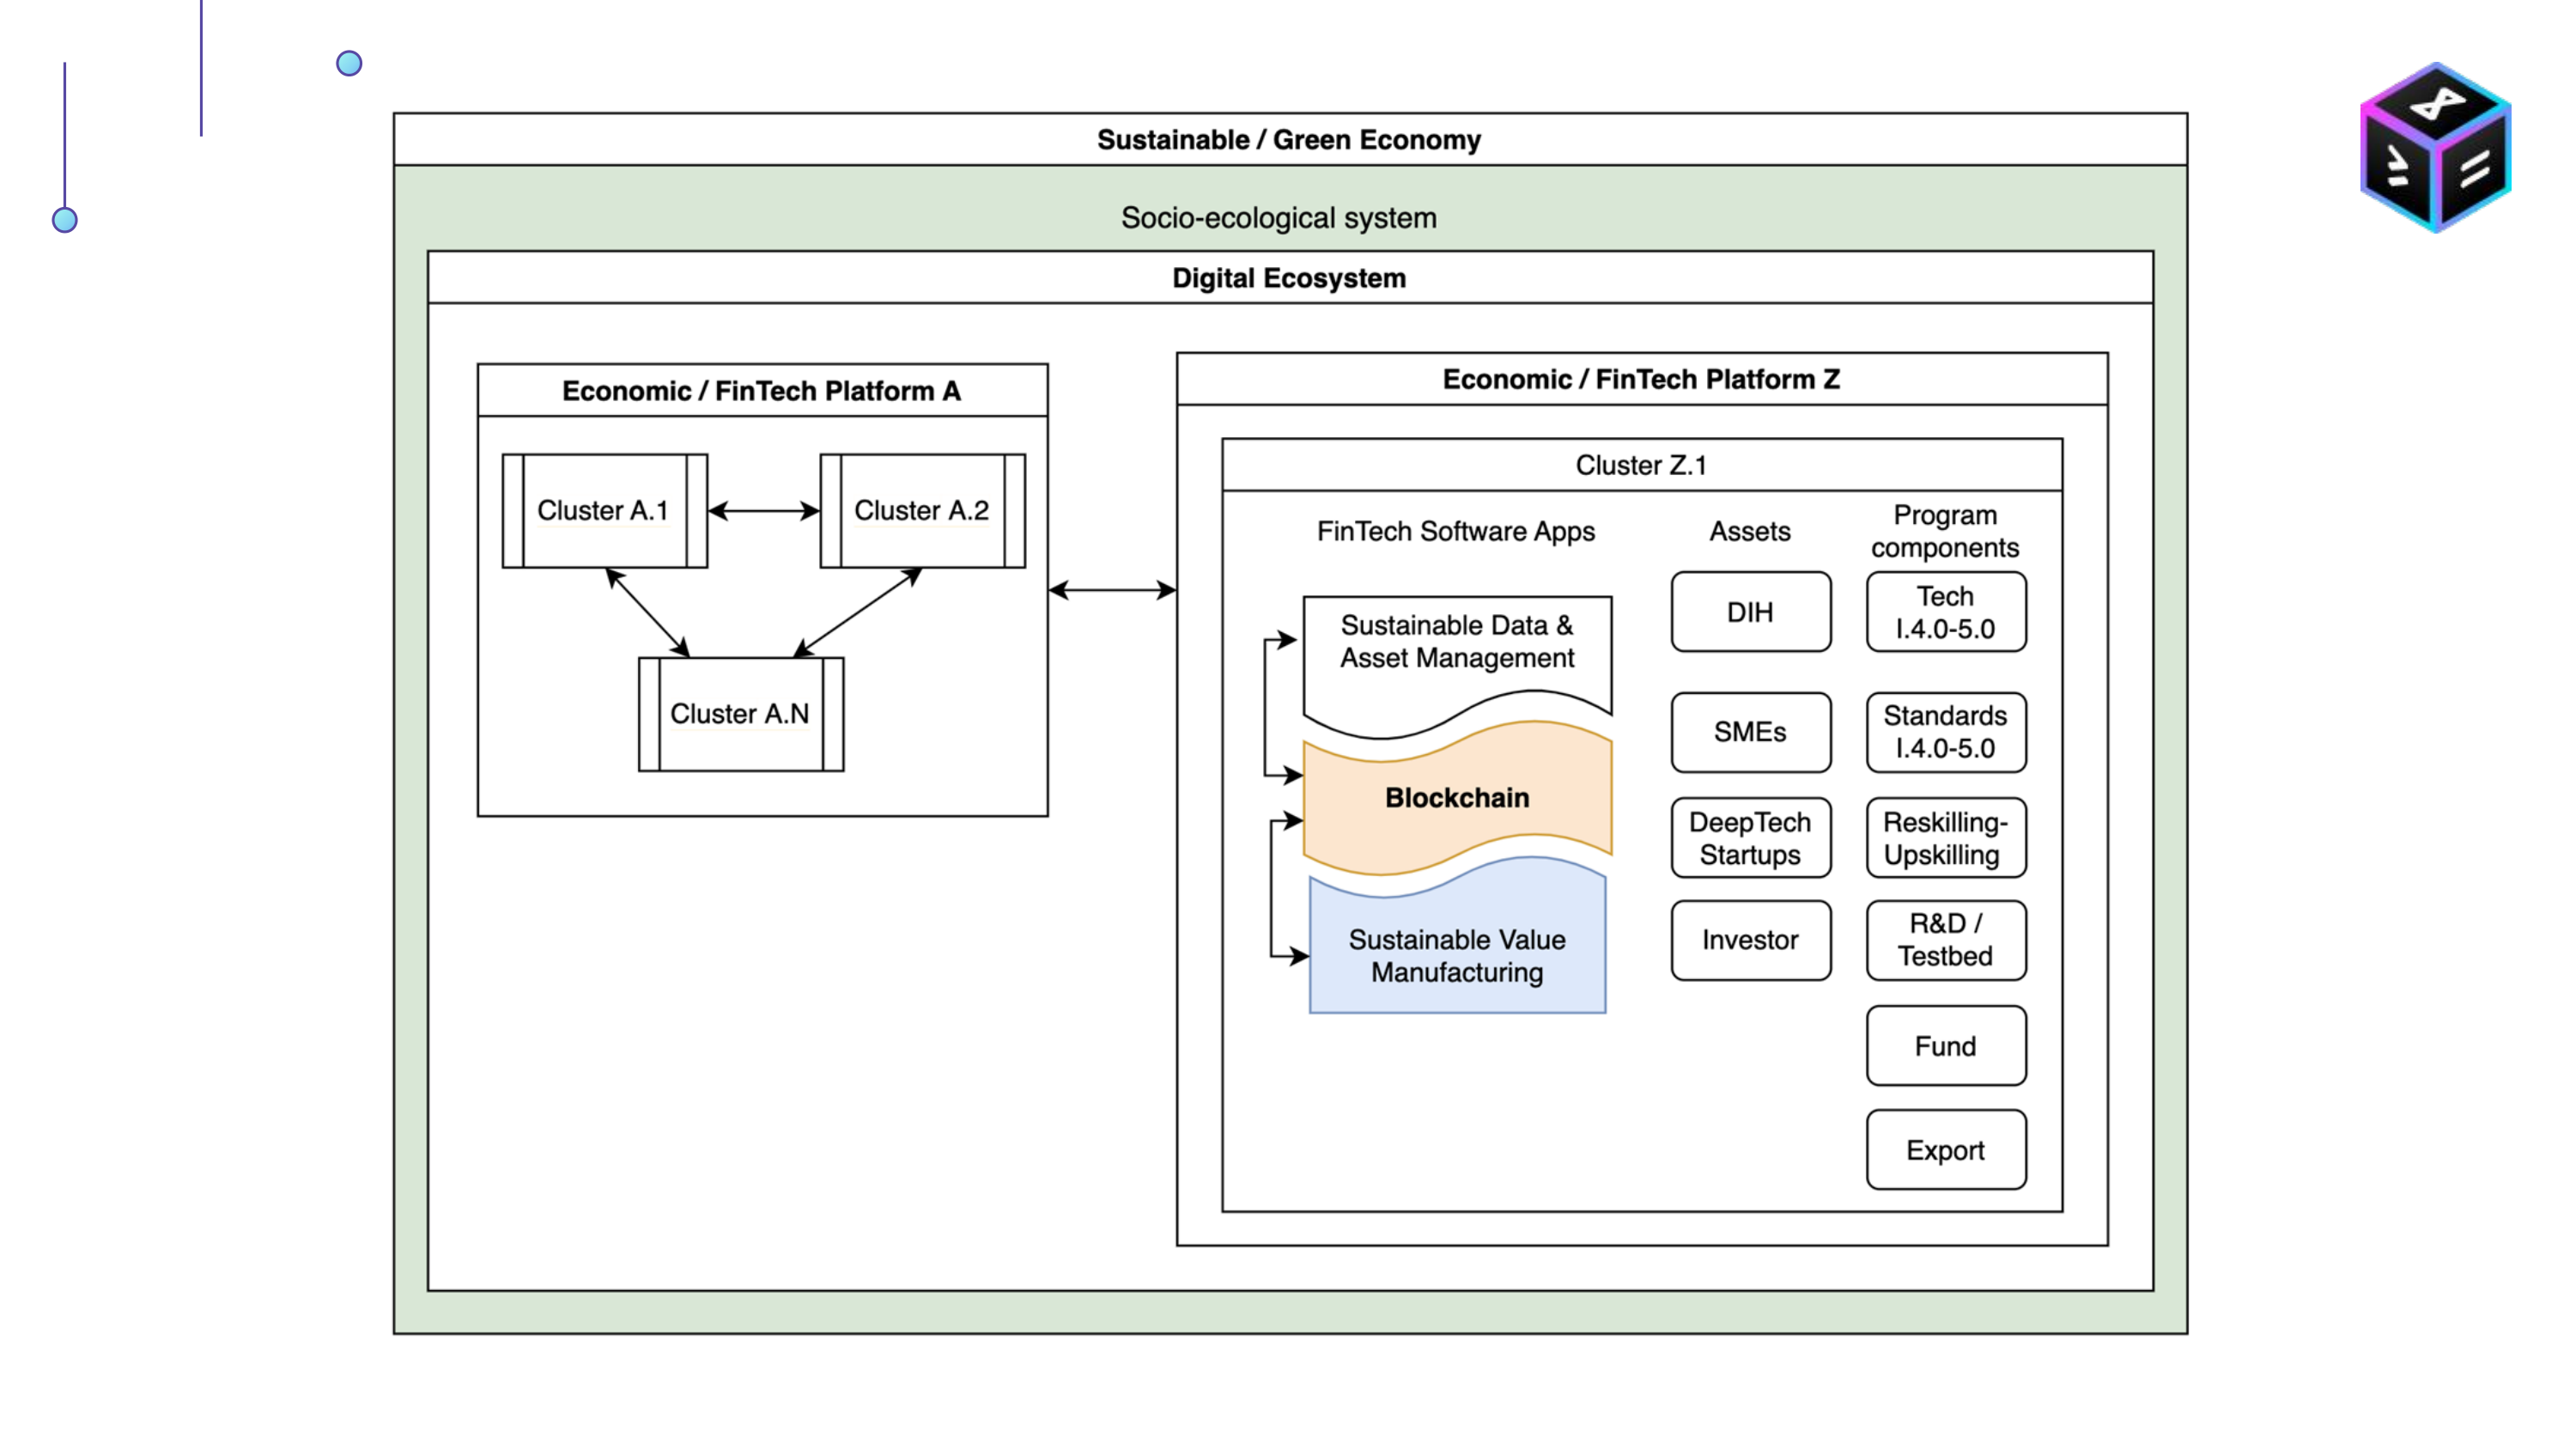 Sustainable / Green Economy
Socio-ecological system
Digital Ecosystem
Economic / FinTech Platform A
Cluster A.1
Cluster A.2
Cluster A.N
Economic / FinTech Platform Z
Cluster Z.1
FinTech Software Apps
Sustainable Data &
Asset Management
Blockchain
Sustainable Value
Manufacturing
Assets
DIH
SMEs
DeepTech
Startups
Investor
Program
components
Tech
I.4.0-5.0
Standards
I.4.0-5.0
Reskilling-
Upskilling
R&D /
Testbed
Fund
Export